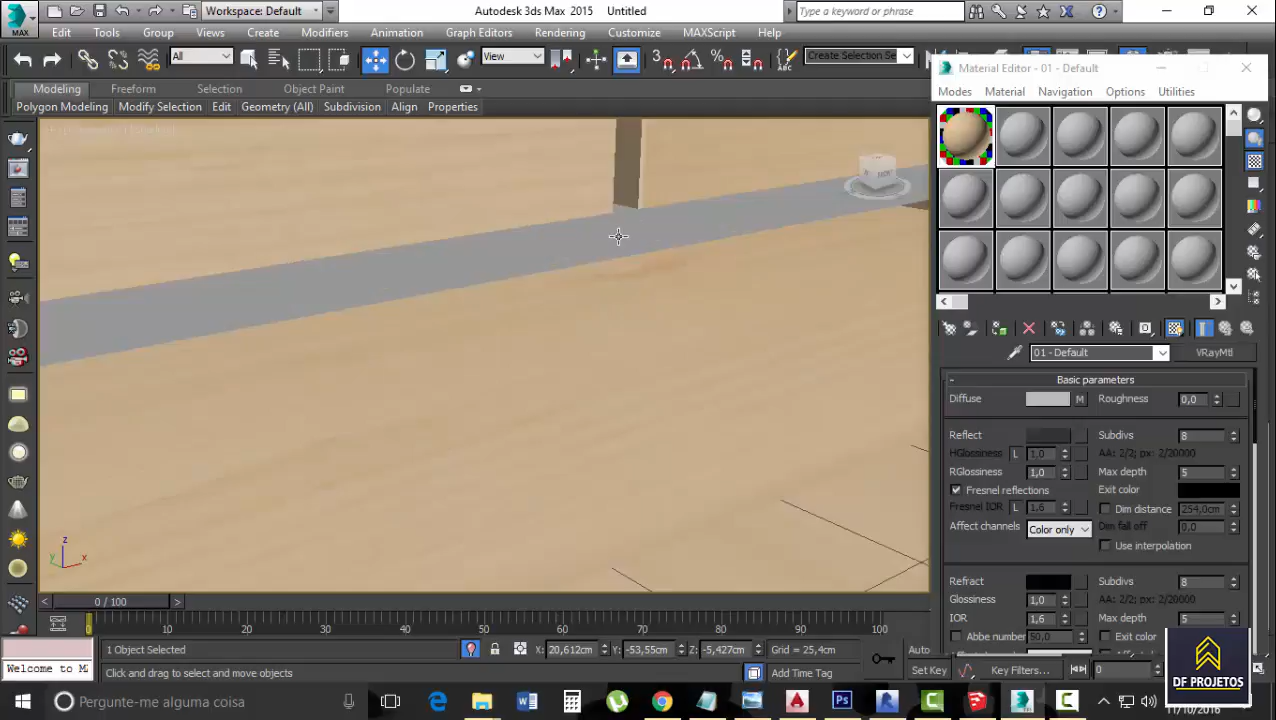 MAX
Workspace: Default
Autodesk 3ds Max 2015 Untitled
Type a keyword or phrase
Edit Tools Group Views Create Modifiers Animation Graph Editors Rendering Customize MAXScript Help
All
View
3
Create Selection Se
Modeling Freeform Selection Object Paint Populate
Polygon Modeling Modify Selection Edit Geometry (All) Subdivision Align Properties
Material Editor - 01 - Default
Modes Material Navigation Options Utilities
01 - Default
VRayMtl
- Basic parameters
Diffuse M Roughness 0,0
Reflect Subdivs 8
HGlossiness L 1,0 AA: 2/2; px: 2/20000
RGlossiness 1,0 Max depth 5
Fresnel reflections Exit color
Fresnel IOR L 1,6 Dim distance 254,0cm
Affect channels Color only Dim fall off 0,0
Use interpolation
Refract Subdivs 8
Glossiness 1,0 AA: 2/2; px: 2/20000
IOR 1,6 Max depth 5
Abbe number 50,0 Exit color
z
y x
< 0 / 100 >
0 10 20 30 40 50 60 70 80 90 100
1 Object Selected X: 20,612cm Y: -53,55cm Z: -5,427cm Grid = 25,4cm
Welcome to M
Click and drag to select and move objects
Add Time Tag
Set Key Key Filters... 0
DF PROJETOS
Pergunte-me alguma coisa
11/10/2016